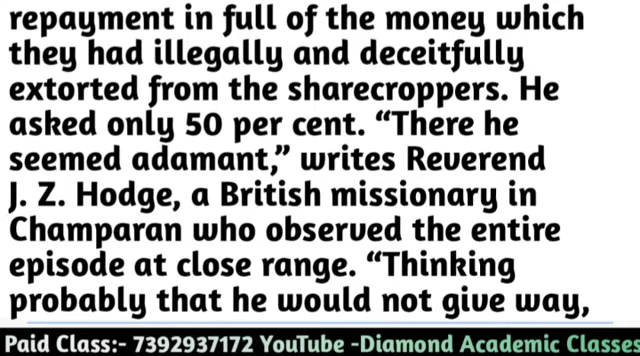 repayment in full of the money which
they had illegally and deceitfully
extorted from the sharecroppers. He
asked only 50 per cent. “There he
seemed adamant,” writes Reverend
J. Z. Hodge, a British missionary in
Champaran who observed the entire
episode at close range. “Thinking
probably that he would not give way,
Paid Class:- 7392937172 YouTube -Diamond Academic Classes